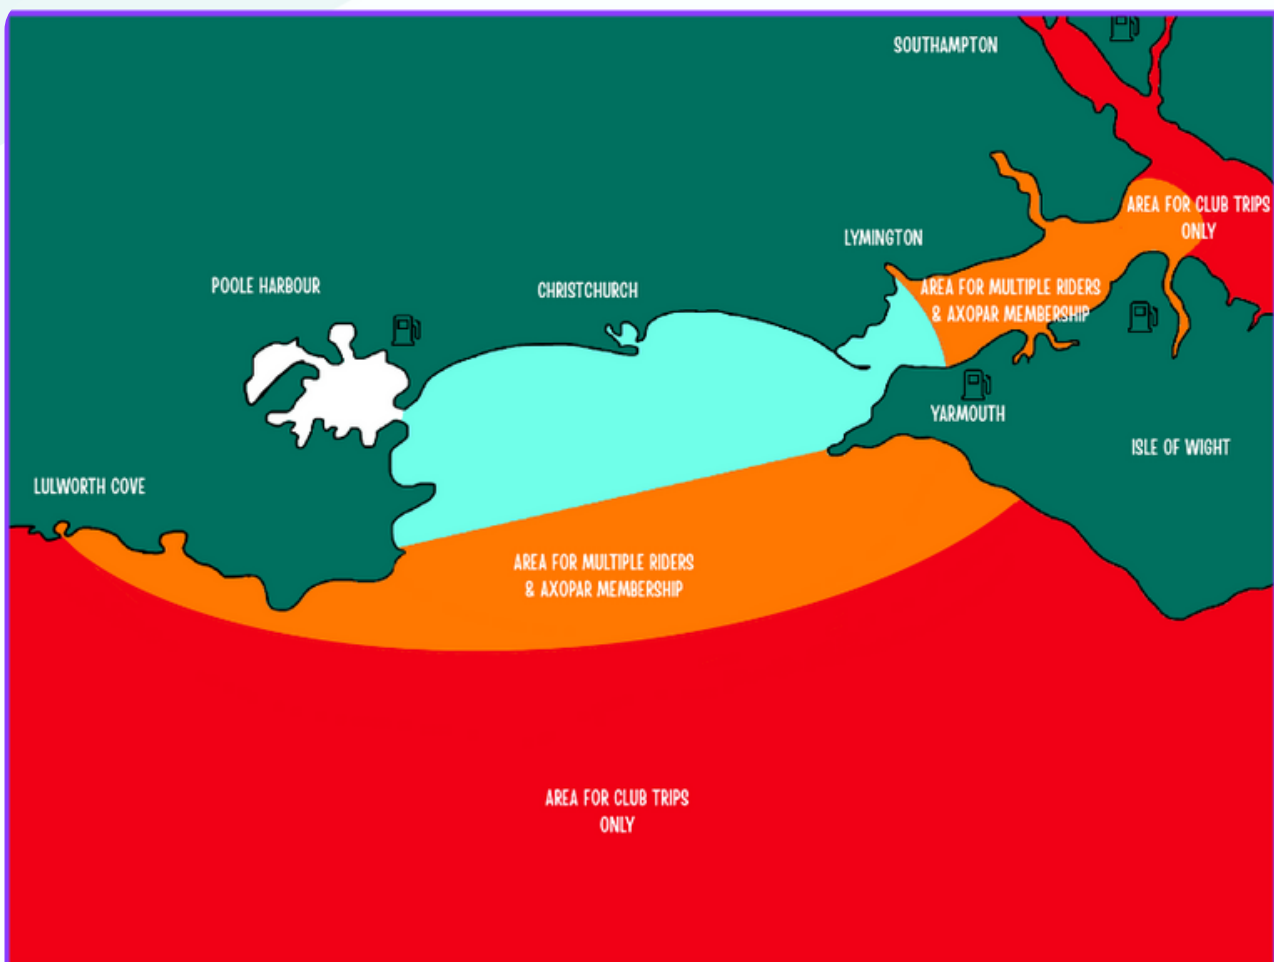 SOUTHAMPTON
AREA FOR CLUB TRIPS
ONLY
LYMINGTON
POOLE HARBOUR
CHRISTCHURCH
AREA FOR MULTIPLE RIDERS
& AXOPAR MEMBERSHIP
YARMOUTH
ISLE OF WIGHT
LULWORTH COVE
AREA FOR MULTIPLE RIDERS
& AXOPAR MEMBERSHIP
AREA FOR CLUB TRIPS
ONLY